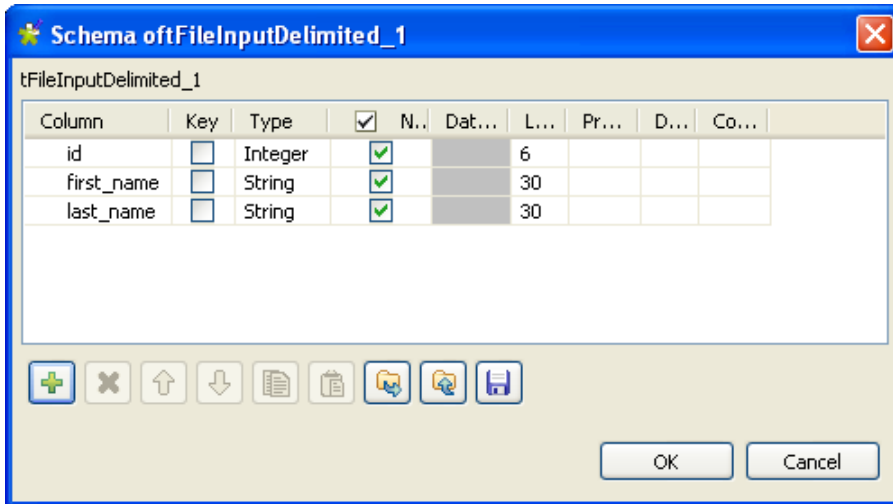 Schema oftFileInputDelimited_1
tFileInputDelimited_1
Column Key Type N.. Dat... L... Pr... D... Co...
id Integer 6
first_name String 30
last_name String 30
OK Cancel